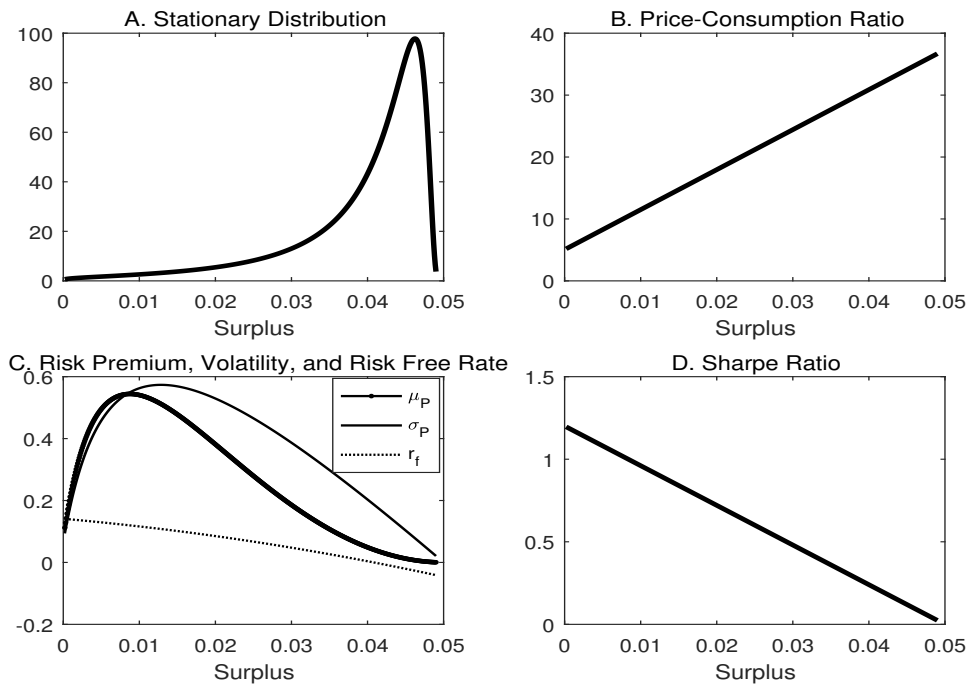 A. Stationary Distribution
100
80
60
40
20
0
0 0.01 0.02 0.03 0.04 0.05
Surplus
B. Price-Consumption Ratio
40
30
20
10
0
0 0.01 0.02 0.03 0.04 0.05
Surplus
C. Risk Premium, Volatility, and Risk Free Rate
0.6
0.4
0.2
0
-0.2
μP
σP
rf
0 0.01 0.02 0.03 0.04 0.05
Surplus
D. Sharpe Ratio
1.5
1
0.5
0
0 0.01 0.02 0.03 0.04 0.05
Surplus